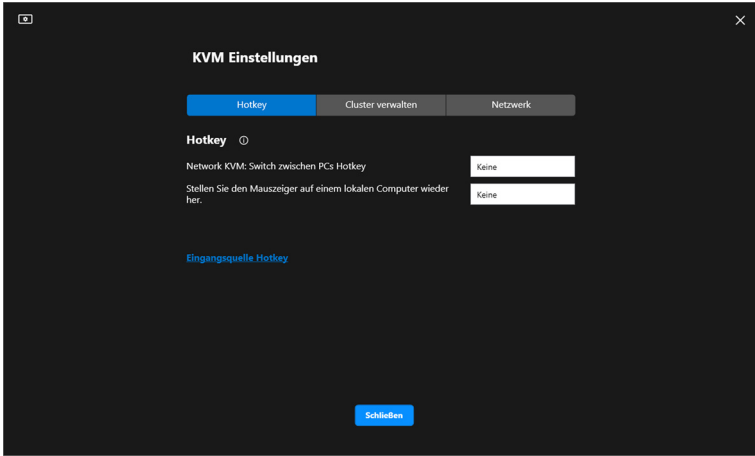 KVM Einstellungen
Hotkey Cluster verwalten Netzwerk
Hotkey
Network KVM: Switch zwischen PCs Hotkey Keine
Stellen Sie den Mauszeiger auf einem lokalen Computer wieder
her. Keine
Eingangsquelle Hotkey
Schließen